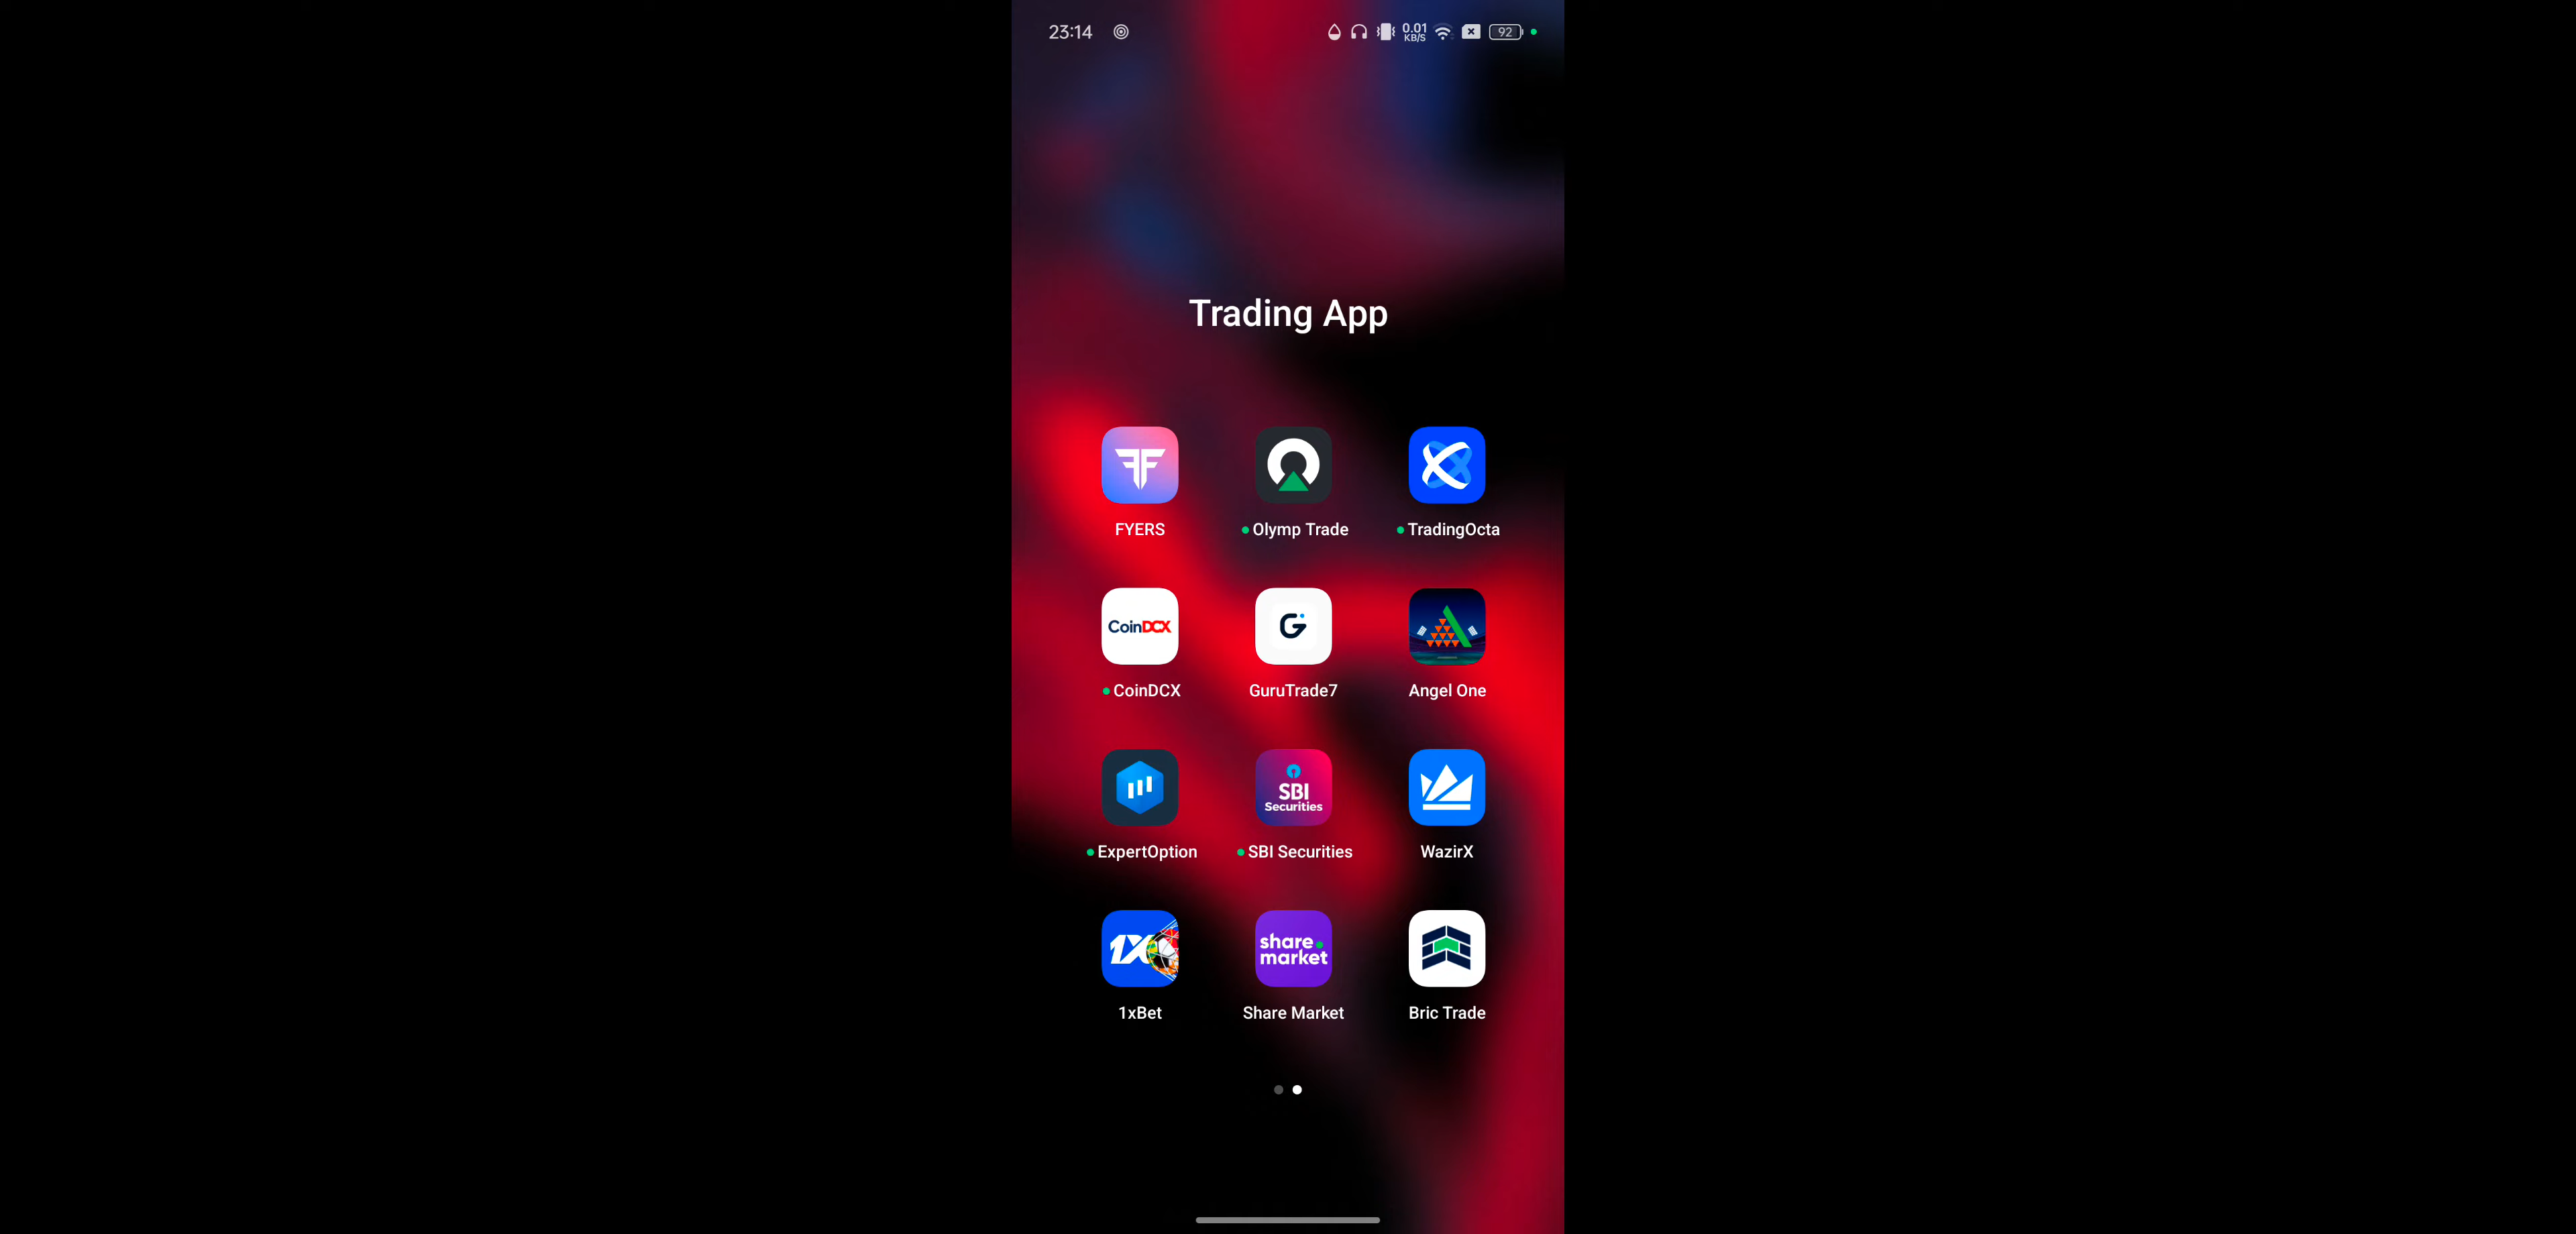 23:14
0.01
KB/S
92
Trading App
FYERS
Olymp Trade
TradingOcta
CoinDCX
CoinDCX
GuruTrade7
Angel One
SBI
Securities
ExpertOption
SBI Securities
WazirX
1X
share.
market
1xBet
Share Market
Bric Trade